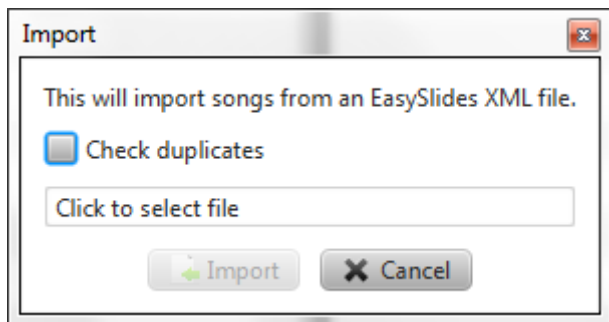 Import
This will import songs from an EasySlides XML file.
Check duplicates
Click to select file
Import Cancel